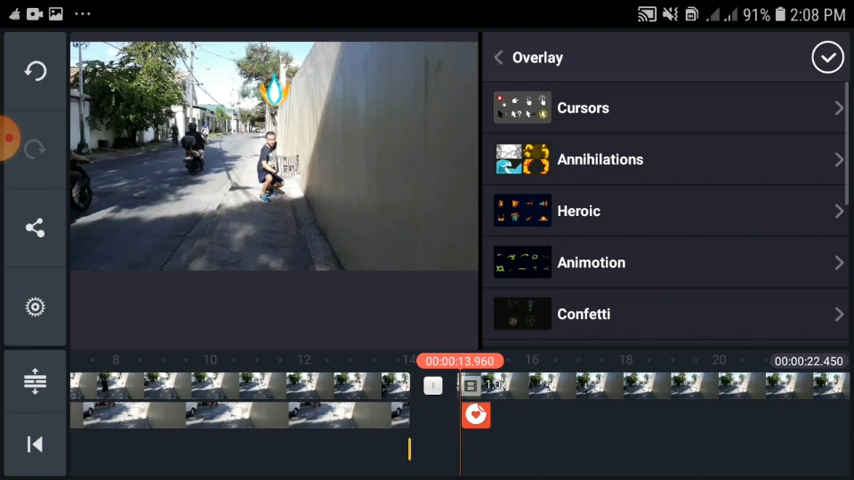 91% 2:08 PM
Overlay
Cursors
Annihilations
Heroic
Animotion
Confetti
8 10 12 14 00:00:13.960 16 18 20 00:00:22.450